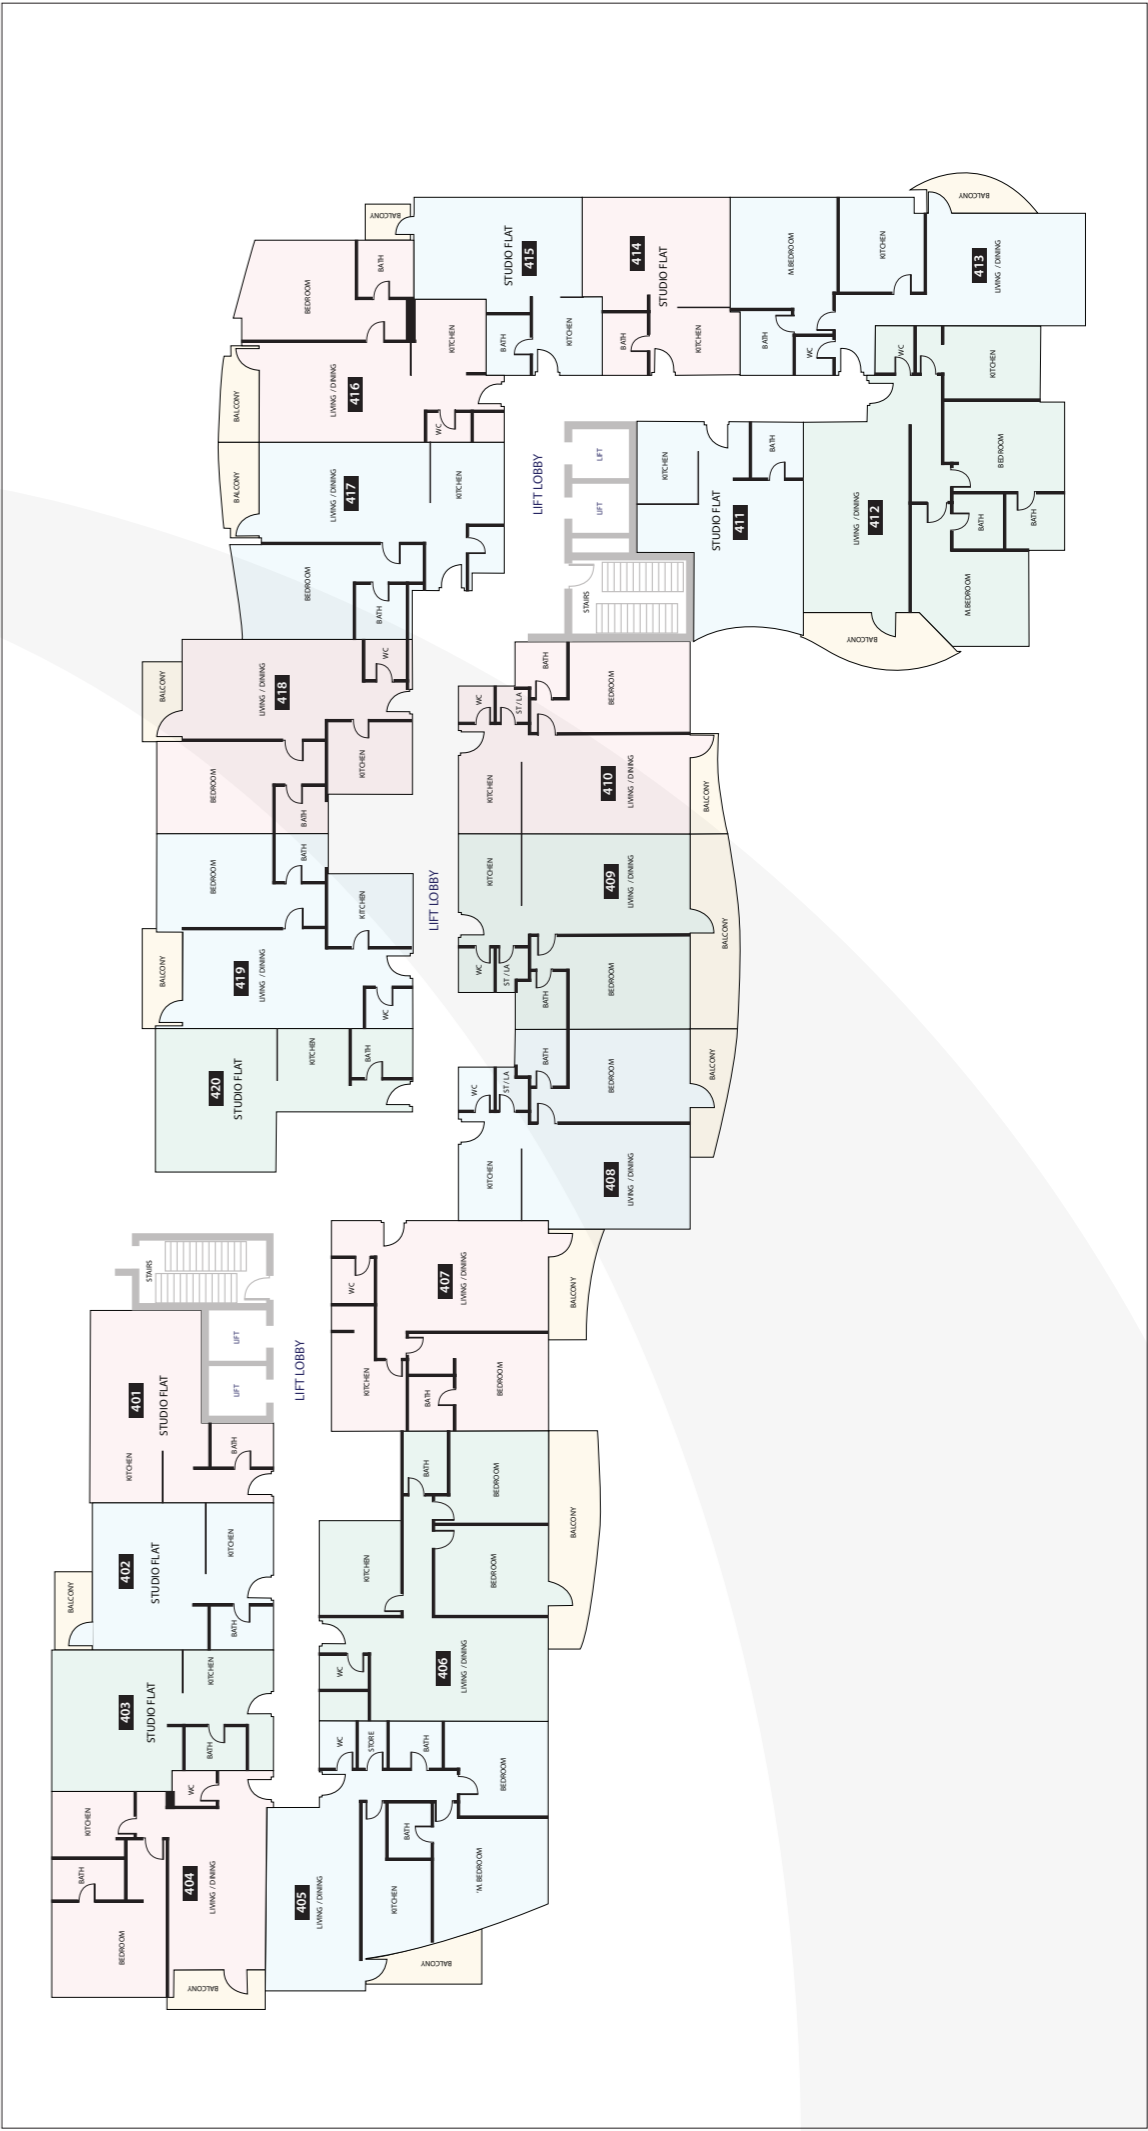 BALCONY
BEDROOM
BATH
LIVING / DINING
416
KITCHEN
WC
BALCONY
STUDIO FLAT
415
BATH
KITCHEN
414
STUDIO FLAT
BATH
KITCHEN
M.BEDROOM
BATH
WC
KITCHEN
413
LIVING / DINING
BALCONY
BALCONY
LIVING / DINING
417
KITCHEN
BEDROOM
BATH
LIFT LOBBY
LIFT
LIFT
STAIRS
KITCHEN
BATH
STUDIO FLAT
411
WC
KITCHEN
BEDROOM
BATH
BATH
M.BEDROOM
LIVING / DINING
412
BALCONY
BALCONY
LIVING / DINING
418
WC
BEDROOM
KITCHEN
BATH
BATH
BEDROOM
KITCHEN
BALCONY
419
LIVING / DINING
WC
420
STUDIO FLAT
KITCHEN
BATH
LIFT LOBBY
BATH
BEDROOM
WC
ST / LA
KITCHEN
410
LIVING / DINING
BALCONY
KITCHEN
409
LIVING / DINING
BALCONY
WC
ST / LA
BATH
BEDROOM
BATH
BEDROOM
BALCONY
WC
ST / LA
KITCHEN
408
LIVING / DINING
STAIRS
LIFT
LIFT
LIFT LOBBY
401
STUDIO FLAT
KITCHEN
BATH
WC
407
LIVING / DINING
BALCONY
KITCHEN
BATH
BEDROOM
402
STUDIO FLAT
KITCHEN
BALCONY
BATH
BATH
BEDROOM
BALCONY
KITCHEN
BEDROOM
403
STUDIO FLAT
KITCHEN
BATH
WC
406
LIVING / DINING
WC
STORE
BATH
BEDROOM
WC
KITCHEN
BATH
404
LIVING / DINING
BEDROOM
BALCONY
405
LIVING / DINING
BATH
KITCHEN
'M. BEDROOM
BALCONY